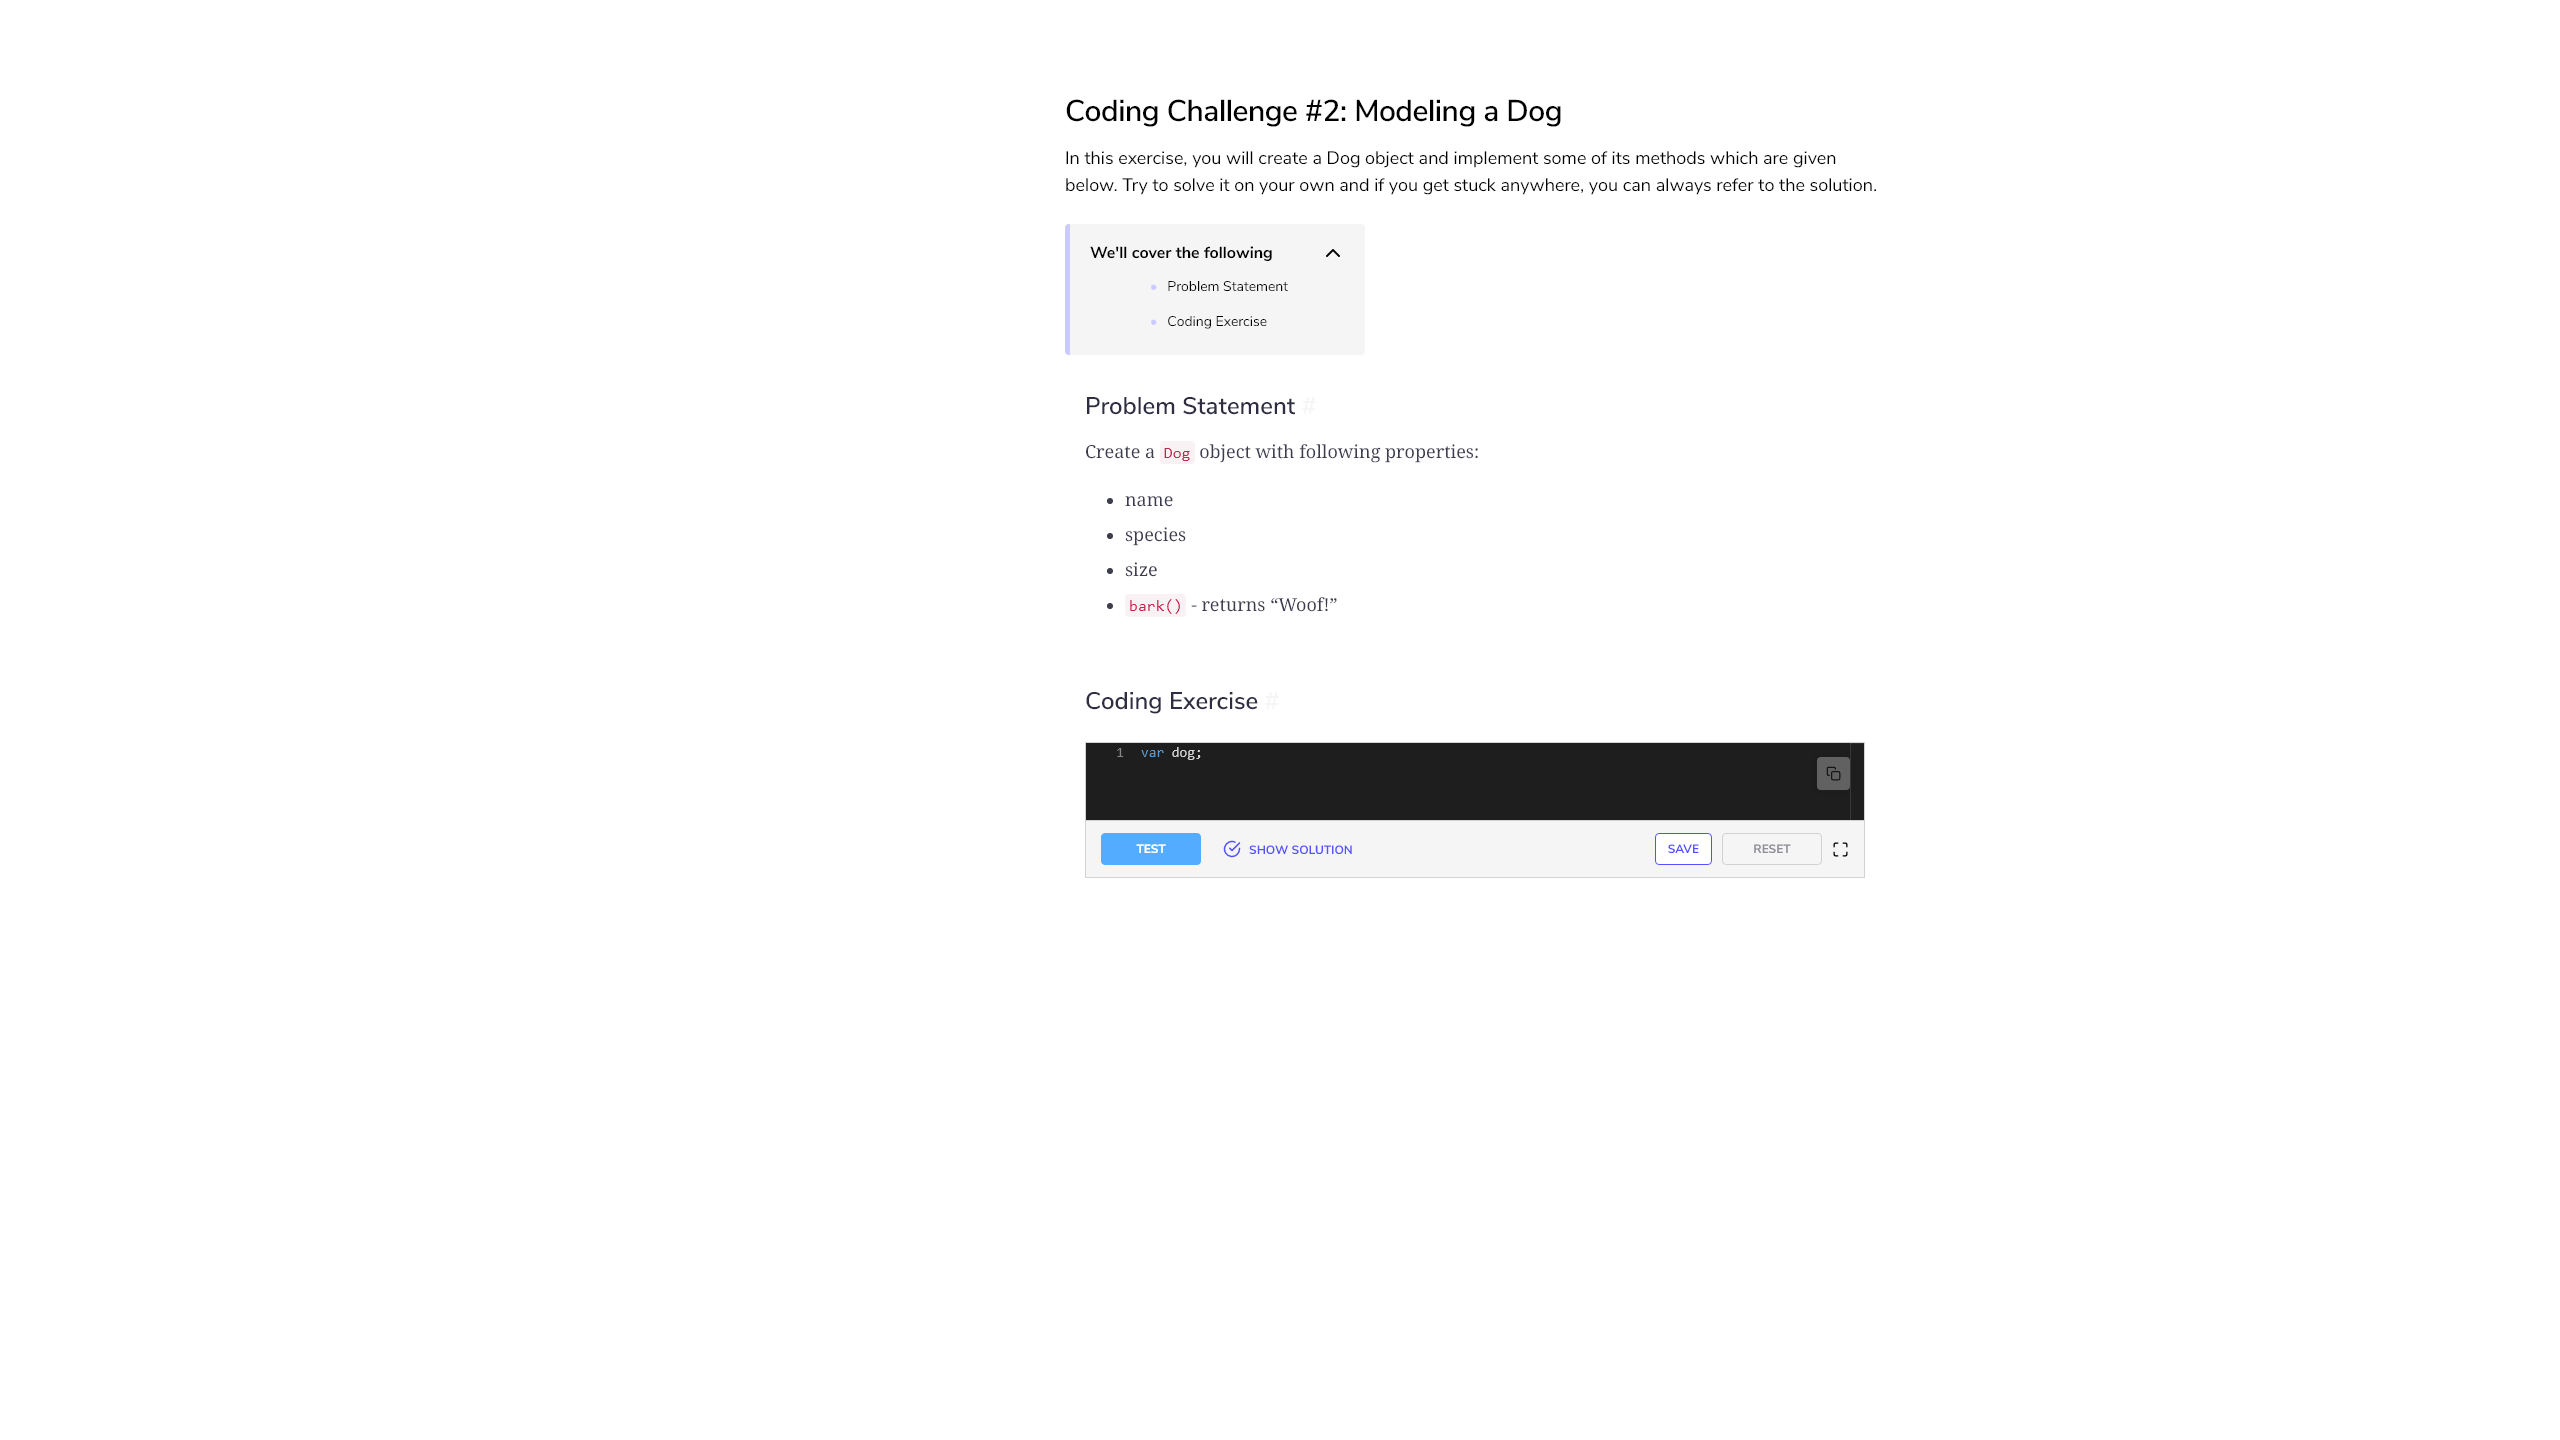 Coding Challenge #2: Modeling a Dog
In this exercise, you will create a Dog object and implement some of its methods which are given
below. Try to solve it on your own and if you get stuck anywhere, you can always refer to the solution.
We'll cover the following
Problem Statement
Coding Exercise
Problem Statement #
Create a Dog object with following properties:
name
species
size
bark() - returns “Woof!”
Coding Exercise #
1 var dog;
TEST SHOW SOLUTION SAVE RESET